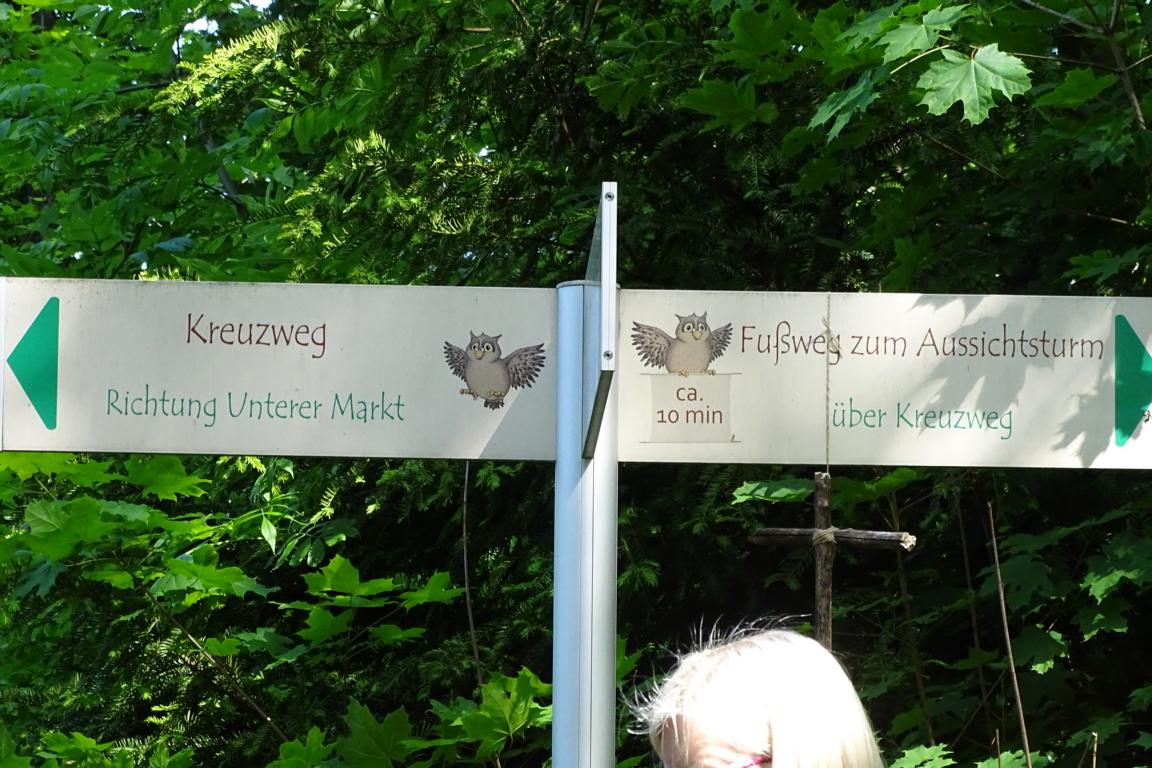 Kreuzweg
Richtung Unterer Markt
Fußweg zum Aussichtsturm
ca.
10 min
über Kreuzweg